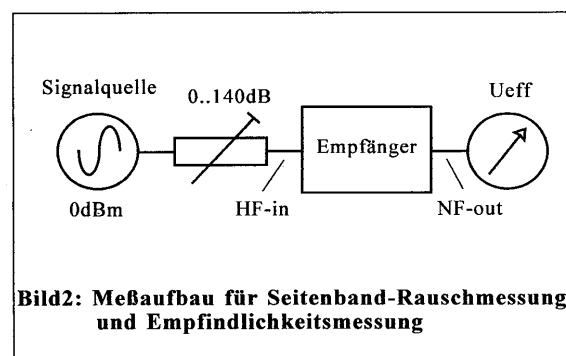 Signalquelle
0..140dB
Ueff
Empfänger
0dBm
HF-in
NF-out
Bild2: Meßaufbau für Seitenband-Rauschmessung
und Empfindlichkeitsmessung